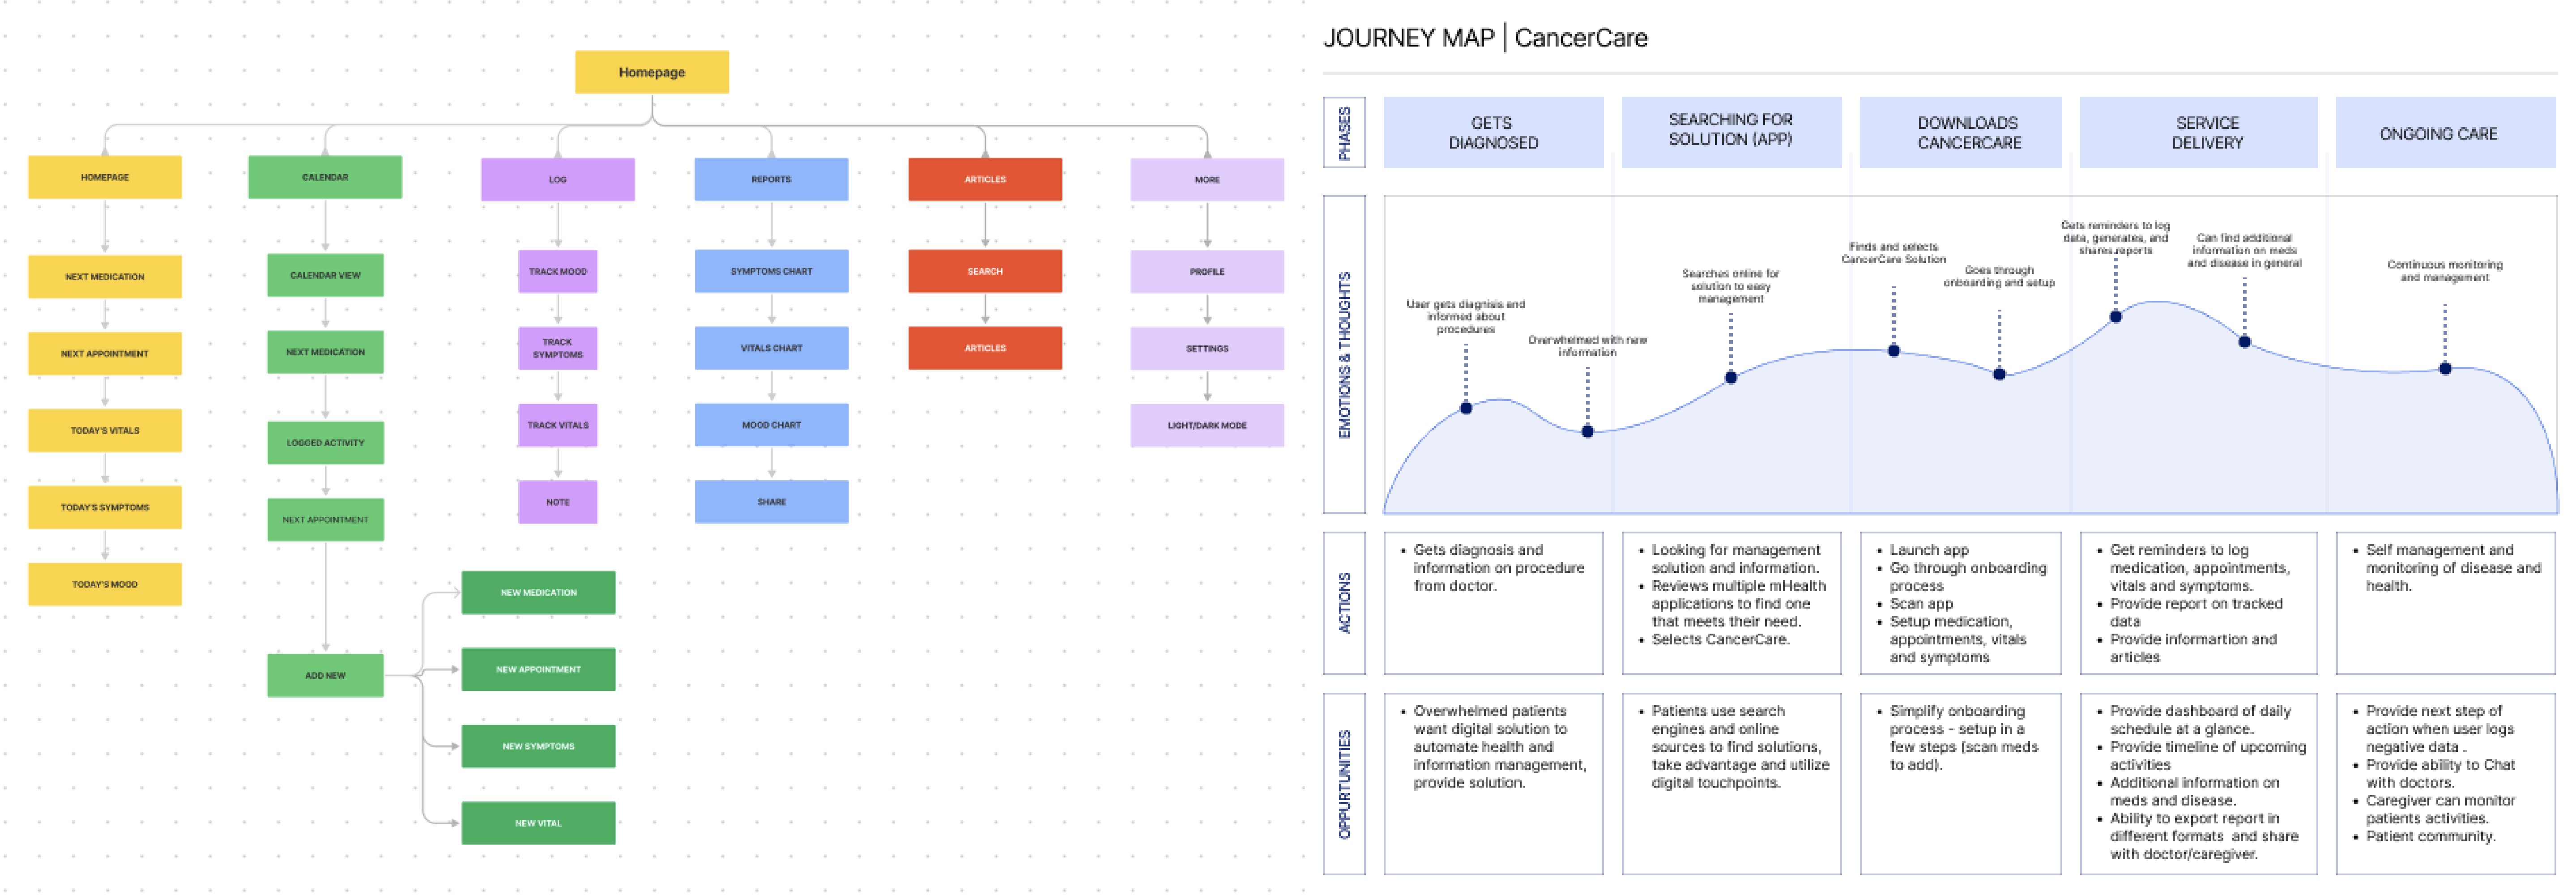 Homepage
HOMEPAGE
NEXT MEDICATION
NEXT APPOINTMENT
TODAY'S VITALS
TODAY'S SYMPTOMS
TODAY'S MOOD
CALENDAR
CALENDAR VIEW
NEXT MEDICATION
LOGGED ACTIVITY
NEXT APPOINTMENT
ADD NEW
NEW MEDICATION
NEW APPOINTMENT
NEW SYMPTOMS
NEW VITAL
LOG
TRACK MOOD
TRACK
SYMPTOMS
TRACK VITALS
NOTE
REPORTS
SYMPTOMS CHART
VITALS CHART
MOOD CHART
SHARE
ARTICLES
SEARCH
ARTICLES
MORE
PROFILE
SETTINGS
LIGHT/DARK MODE
JOURNEY MAP | CancerCare
PHASES
GETS
DIAGNOSED
SEARCHING FOR
SOLUTION (APP)
DOWNLOADS
CANCERCARE
SERVICE
DELIVERY
ONGOING CARE
EMOTIONS & THOUGHTS
User gets diagnisis and
informed about
procedures
Overwhelmed with new
information
Searches online for
solution to easy
management
Finds and selects
CancerCare Solution
Goes through
onboarding and setup
Gets reminders to log
data, generates, and
shares reports
Can find additional
information on meds
and disease in general
Continuous monitoring
and management
ACTIONS
• Gets diagnosis and
information on procedure
from doctor.
• Looking for management
solution and information.
• Reviews multiple mHealth
applications to find one
that meets their need.
• Selects CancerCare.
• Launch app
• Go through onboarding
process
• Scan app
• Setup medication,
appointments, vitals
and symptoms
• Get reminders to log
medication, appointments,
vitals and symptoms.
• Provide report on tracked
data
• Provide informartion and
articles
• Self management and
monitoring of disease and
health.
OPPURTUNITIES
• Overwhelmed patients
want digital solution to
automate health and
information management,
provide solution.
• Patients use search
engines and online
sources to find solutions,
take advantage and utilize
digital touchpoints.
• Simplify onboarding
process - setup in a
few steps (scan meds
to add).
• Provide dashboard of daily
schedule at a glance.
• Provide timeline of upcoming
activities
• Additional information on
meds and disease.
• Ability to export report in
different formats and share
with doctor/caregiver.
• Provide next step of
action when user logs
negative data .
• Provide ability to Chat
with doctors.
• Caregiver can monitor
patients activities.
• Patient community.